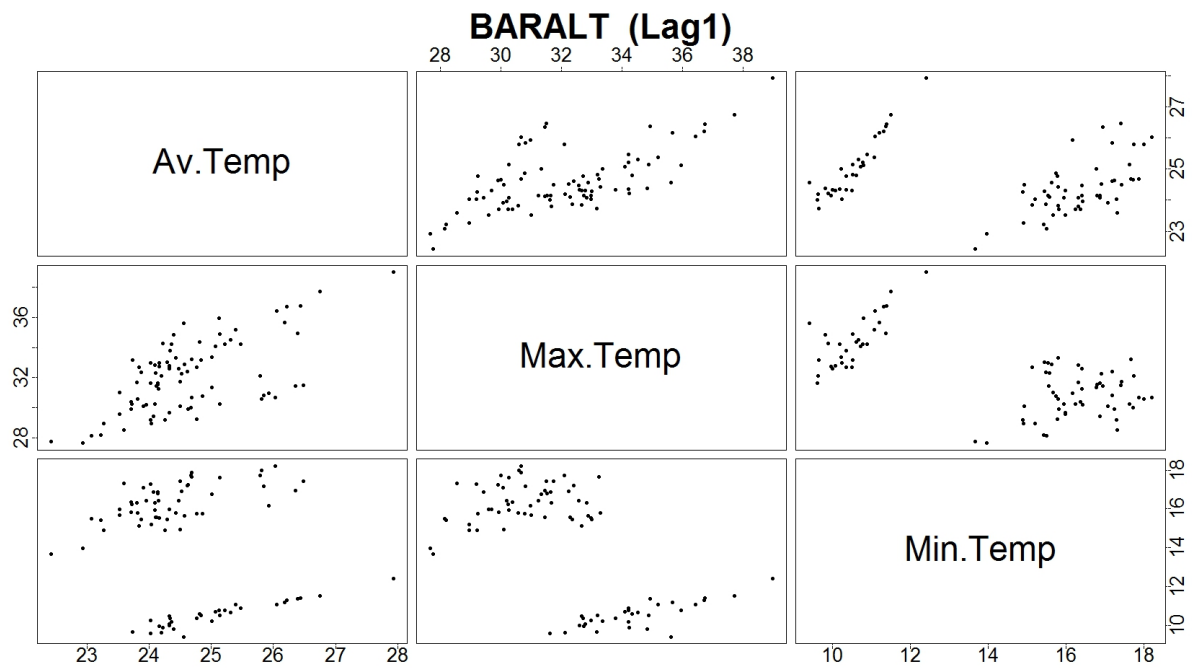 BARALT (Lag1)
28 30 32 34 36 38
Av.Temp
23 25 27
28 32 36
Max.Temp
10 12 14 16 18
Min.Temp
23 24 25 26 27 28
10 12 14 16 18